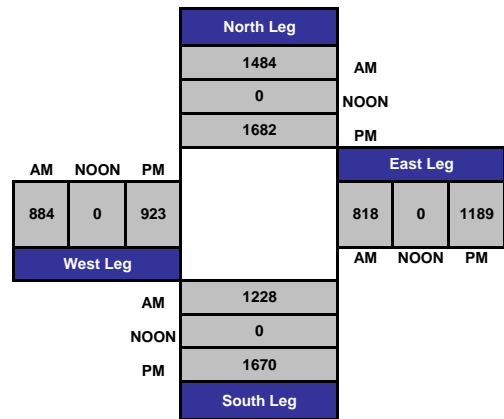 North Leg
1484 AM
0 NOON
1682 PM
AM NOON PM East Leg
884 0 923 818 0 1189
West Leg AM NOON PM
AM 1228
NOON 0
PM 1670
South Leg